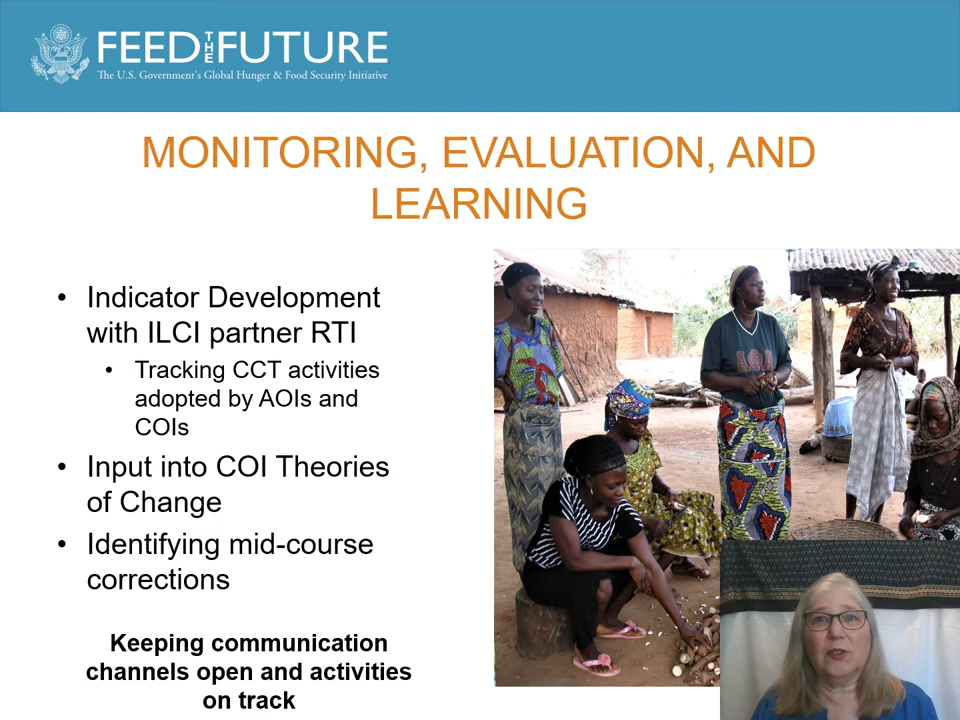 FEED THE FUTURE
The U.S. Government's Global Hunger & Food Security Initiative
MONITORING, EVALUATION, AND
LEARNING
• Indicator Development
with ILCI partner RTI
• Tracking CCT activities
adopted by AOIs and
COIs
• Input into COI Theories
of Change
• Identifying mid-course
corrections
Keeping communication
channels open and activities
on track